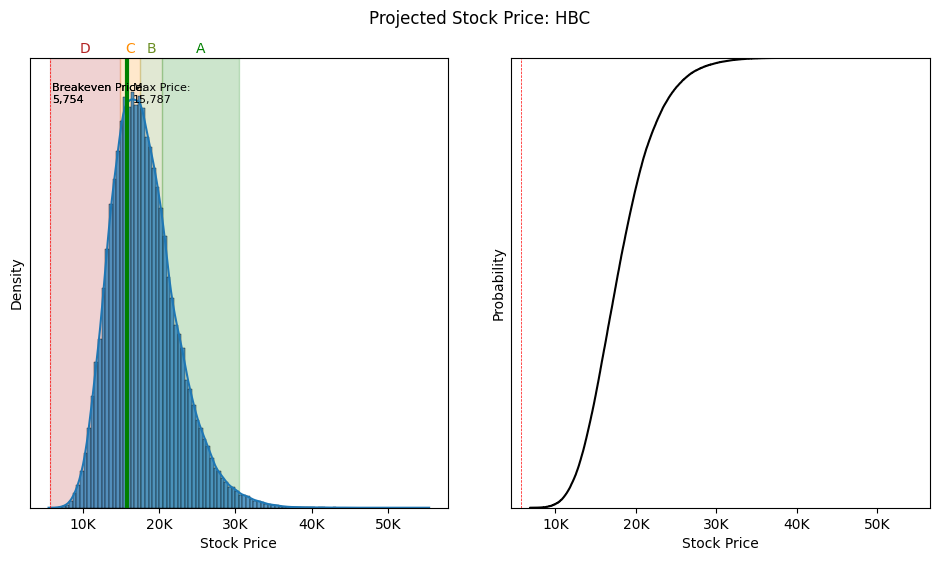 Projected Stock Price: HBC
D C B A
Breakeven Price:
5,754
Max Price:
15,787
Density
10K 20K 30K 40K 50K
Stock Price
Probability
10K 20K 30K 40K 50K
Stock Price